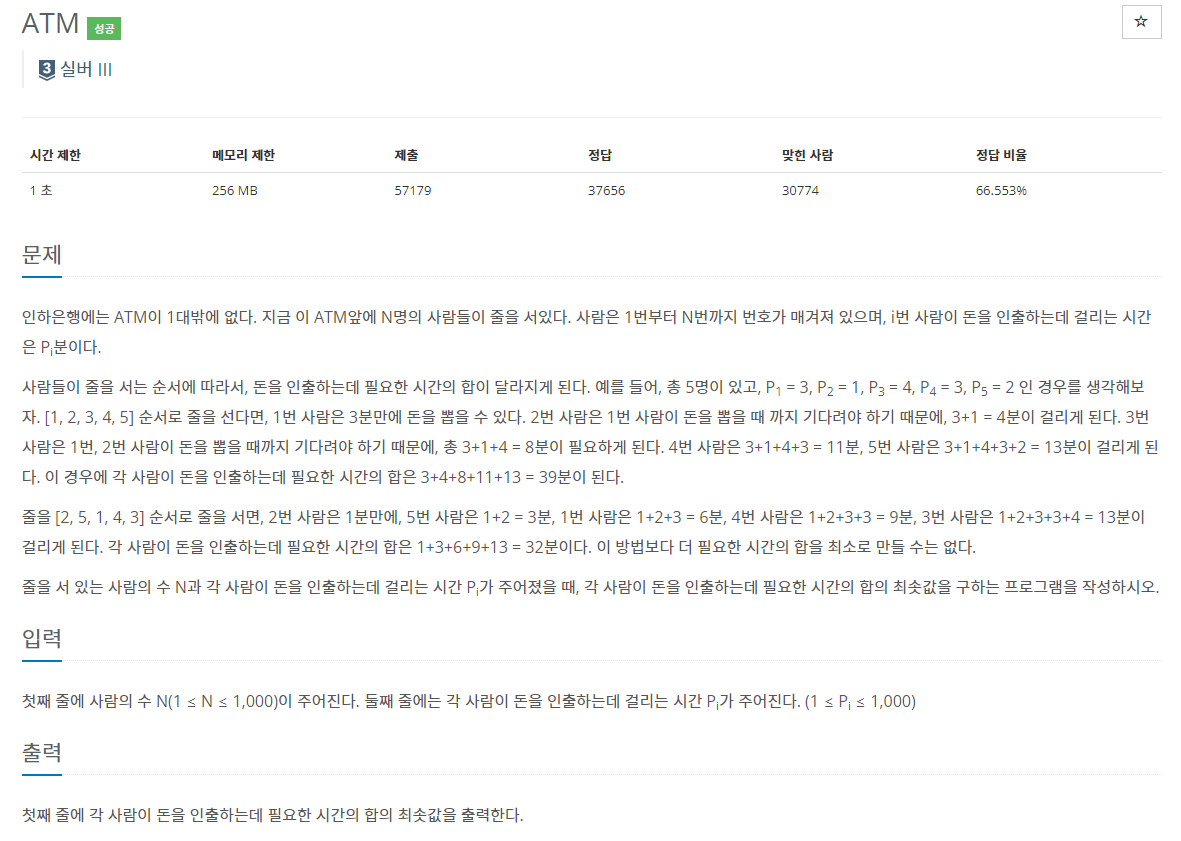 ATM 성공
☆
3 실버 III
시간 제한 메모리 제한 제출 정답 맞힌 사람 정답 비율
1 초 256 MB 57179 37656 30774 66.553%
문제
인하은행에는 ATM이 1대밖에 없다. 지금 이 ATM앞에 N명의 사람들이 줄을 서있다. 사람은 1번부터 N번까지 번호가 매겨져 있으며, i번 사람이 돈을 인출하는데 걸리는 시간
은 Pi분이다.
사람들이 줄을 서는 순서에 따라서, 돈을 인출하는데 필요한 시간의 합이 달라지게 된다. 예를 들어, 총 5명이 있고, P1 = 3, P2 = 1, P3 = 4, P4 = 3, P5 = 2 인 경우를 생각해보
자. [1, 2, 3, 4, 5] 순서로 줄을 선다면, 1번 사람은 3분만에 돈을 뽑을 수 있다. 2번 사람은 1번 사람이 돈을 뽑을 때 까지 기다려야 하기 때문에, 3+1 = 4분이 걸리게 된다. 3번
사람은 1번, 2번 사람이 돈을 뽑을 때까지 기다려야 하기 때문에, 총 3+1+4 = 8분이 필요하게 된다. 4번 사람은 3+1+4+3 = 11분, 5번 사람은 3+1+4+3+2 = 13분이 걸리게 된
다. 이 경우에 각 사람이 돈을 인출하는데 필요한 시간의 합은 3+4+8+11+13 = 39분이 된다.
줄을 [2, 5, 1, 4, 3] 순서로 줄을 서면, 2번 사람은 1분만에, 5번 사람은 1+2 = 3분, 1번 사람은 1+2+3 = 6분, 4번 사람은 1+2+3+3 = 9분, 3번 사람은 1+2+3+3+4 = 13분이
걸리게 된다. 각 사람이 돈을 인출하는데 필요한 시간의 합은 1+3+6+9+13 = 32분이다. 이 방법보다 더 필요한 시간의 합을 최소로 만들 수는 없다.
줄을 서 있는 사람의 수 N과 각 사람이 돈을 인출하는데 걸리는 시간 Pi가 주어졌을 때, 각 사람이 돈을 인출하는데 필요한 시간의 합의 최솟값을 구하는 프로그램을 작성하시오.
입력
첫째 줄에 사람의 수 N(1 ≤ N ≤ 1,000)이 주어진다. 둘째 줄에는 각 사람이 돈을 인출하는데 걸리는 시간 Pi가 주어진다. (1 ≤ Pi ≤ 1,000)
출력
첫째 줄에 각 사람이 돈을 인출하는데 필요한 시간의 합의 최솟값을 출력한다.